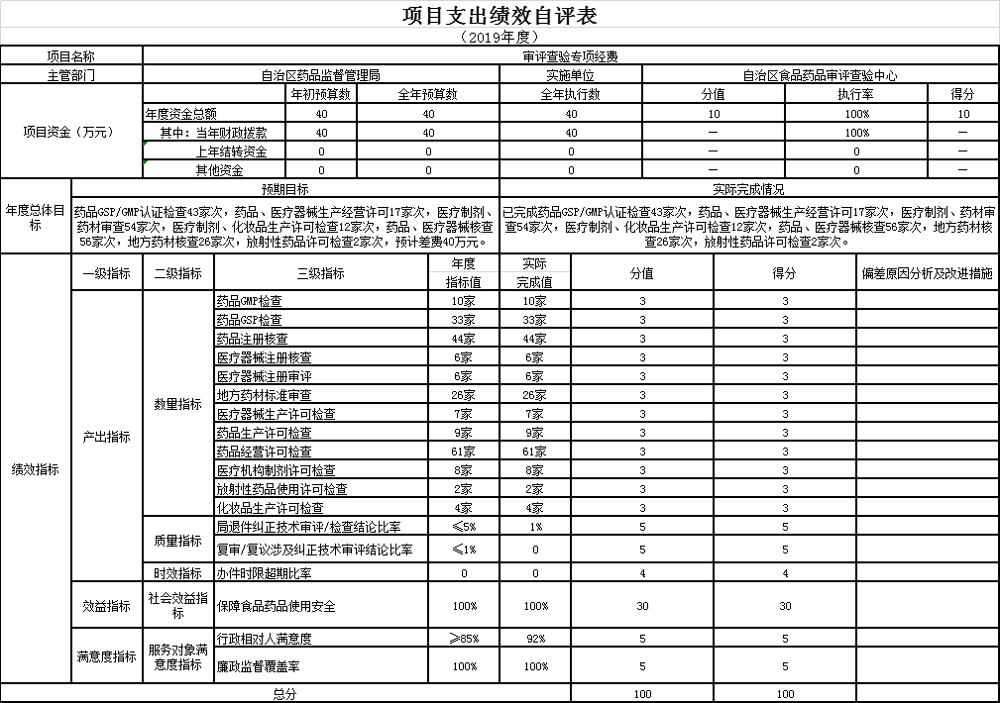 项目支出绩效自评表
（2019年度）
项目名称 审评查验专项经费
主管部门 自治区药品监督管理局 实施单位 自治区食品药品审评查验中心
项目资金（万元） 年初预算数 全年预算数 全年执行数 分值 执行率 得分
年度资金总额 40 40 40 10 100% 10
其中：当年财政拨款 40 40 40 — 100% —
上年结转资金 0 0 0 — 0 —
其他资金 0 0 0 — 0 —
年度总体目标 预期目标 实际完成情况
药品GSP/GMP认证检查43家次，药品、医疗器械生产经营许可17家次，医疗制剂、
药材审查54家次，医疗制剂、化妆品生产许可检查12家次，药品、医疗器械核查
56家次，地方药材核查26家次，放射性药品许可检查2家次，预计差费40万元。
已完成药品GSP/GMP认证检查43家次，药品、医疗器械生产经营许可17家次，医疗制剂、药材审
查54家次，医疗制剂、化妆品生产许可检查12家次，药品、医疗器械核查56家次，地方药材核
查26家次，放射性药品许可检查2家次。
绩效指标 一级指标 二级指标 三级指标 年度指标值 实际完成值 分值 得分 偏差原因分析及改进措施
产出指标 数量指标 药品GMP检查 10家 10家 3 3
药品GSP检查 33家 33家 3 3
药品注册核查 44家 44家 3 3
医疗器械注册核查 6家 6家 3 3
医疗器械注册审评 6家 6家 3 3
地方药材标准审查 26家 26家 3 3
医疗器械生产许可检查 7家 7家 3 3
药品生产许可检查 9家 9家 3 3
药品经营许可检查 61家 61家 3 3
医疗机构制剂许可检查 8家 8家 3 3
放射性药品使用许可检查 2家 2家 3 3
化妆品生产许可检查 4家 4家 3 3
质量指标 局退件纠正技术审评/检查结论比率 ≤5% 1% 5 5
复审/复议涉及纠正技术审评结论比率 ≤1% 0 5 5
时效指标 办件时限超期比率 0 0 4 4
效益指标 社会效益指标 保障食品药品使用安全 100% 100% 30 30
满意度指标 服务对象满意度指标 行政相对人满意度 ≥85% 92% 5 5
廉政监督覆盖率 100% 100% 5 5
总分 100 100